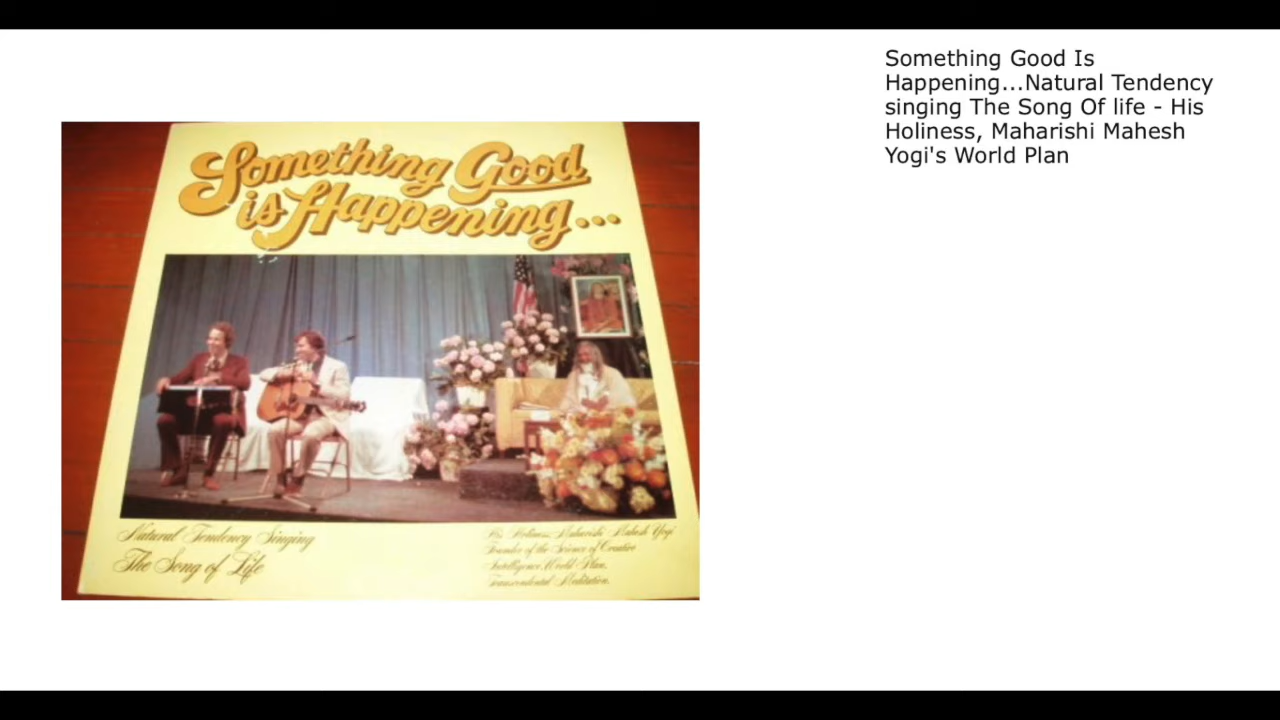 Something Good
is Happening...
Natural Tendency Singing
The Song of Life
His Holiness, Maharishi Mahesh Yogi
Founder of the Science of Creative
Intelligence, World Plan,
Transcendental Meditation.
Something Good Is
Happening...Natural Tendency
singing The Song Of life - His
Holiness, Maharishi Mahesh
Yogi's World Plan